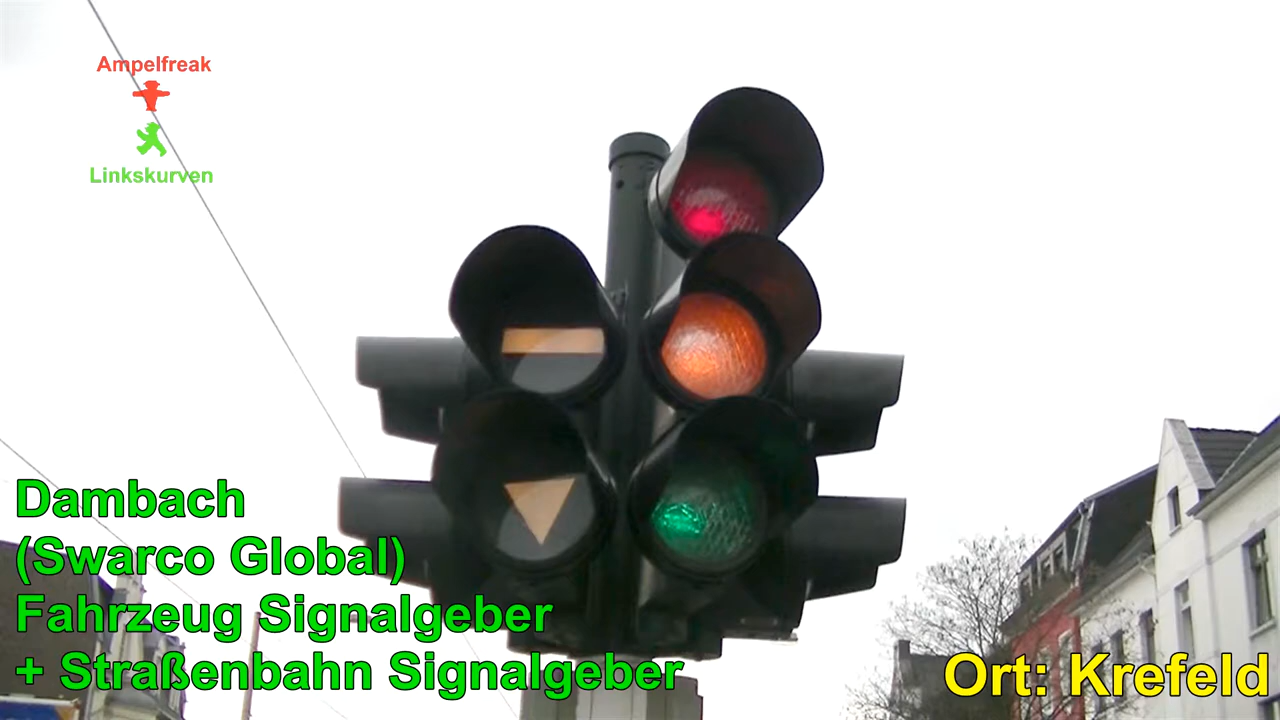 Ampelfreak
Linkskurven
Dambach
(Swarco Global)
Fahrzeug Signalgeber
+ Straßenbahn Signalgeber
Ort: Krefeld